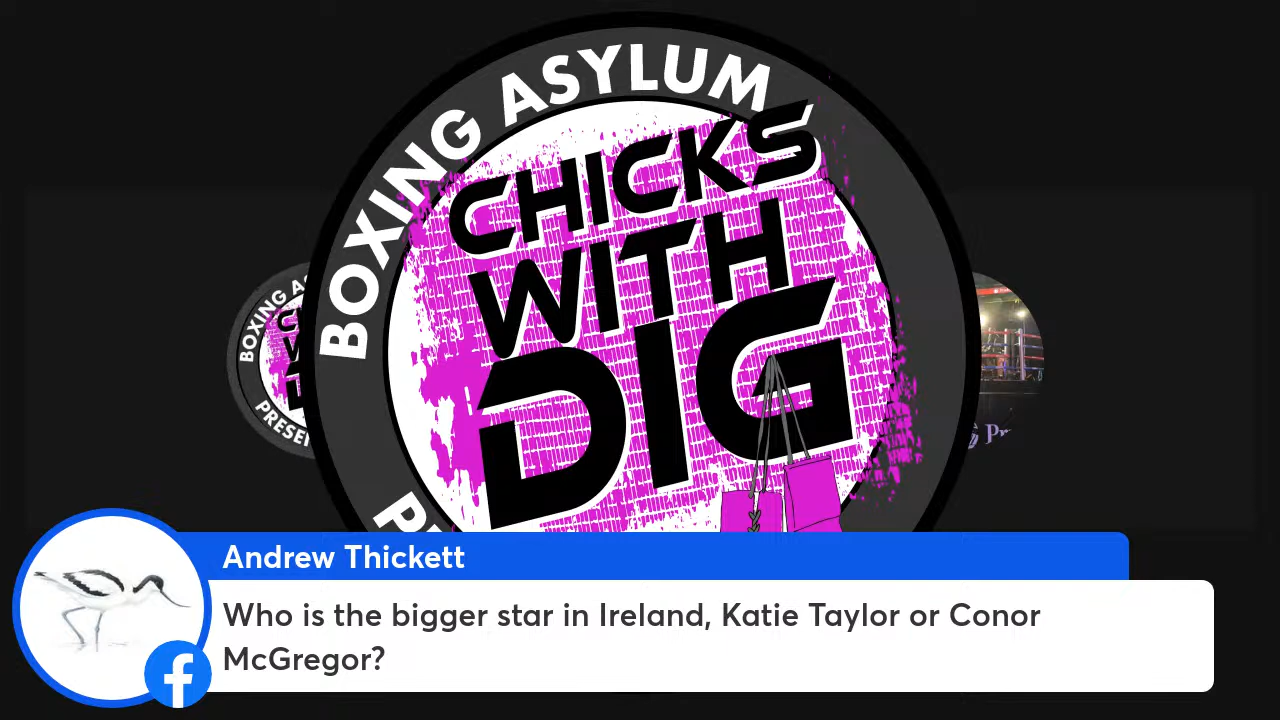 BOXING ASYLUM
CHICKS
WITH
DIG
Andrew Thickett
Who is the bigger star in Ireland, Katie Taylor or Conor
McGregor?